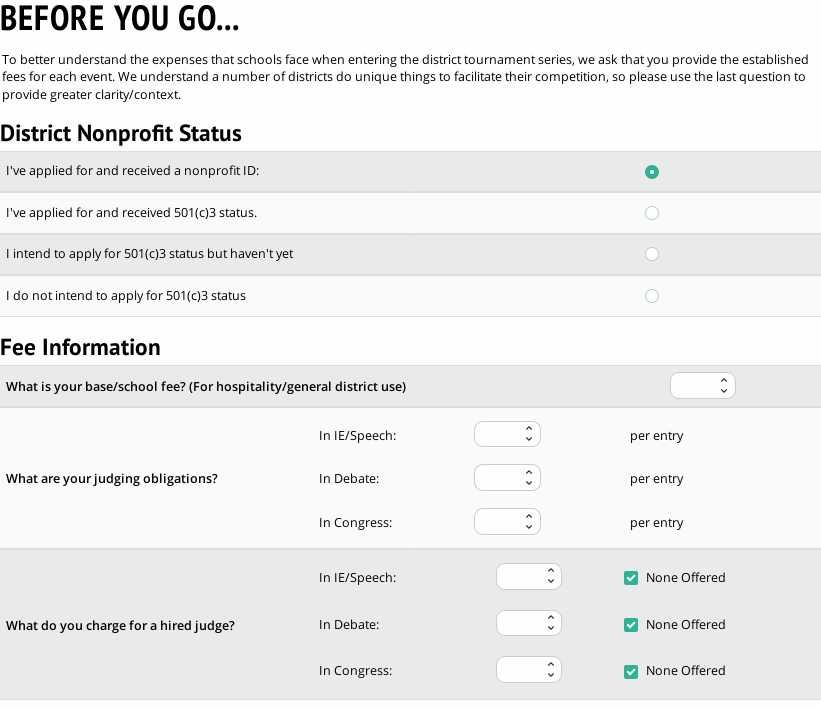 BEFORE YOU GO...
To better understand the expenses that schools face when entering the district tournament series, we ask that you provide the established
fees for each event. We understand a number of districts do unique things to facilitate their competition, so please use the last question to
provide greater clarity/context.
District Nonprofit Status
I've applied for and received a nonprofit ID:
I've applied for and received 501(c)3 status.
I intend to apply for 501(c)3 status but haven't yet
I do not intend to apply for 501(c)3 status
Fee Information
What is your base/school fee? (For hospitality/general district use)
What are your judging obligations?
In IE/Speech: per entry
In Debate: per entry
In Congress: per entry
What do you charge for a hired judge?
In IE/Speech: None Offered
In Debate: None Offered
In Congress: None Offered